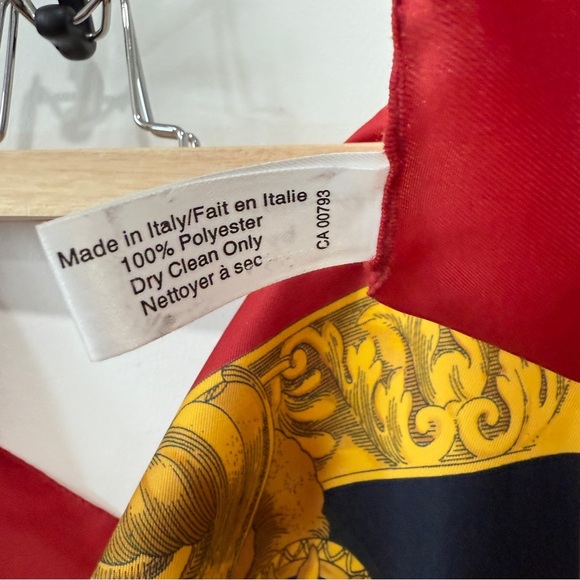 Made in Italy/Fait en Italie
100% Polyester
Dry Clean Only
Nettoyer à sec
CA 00793